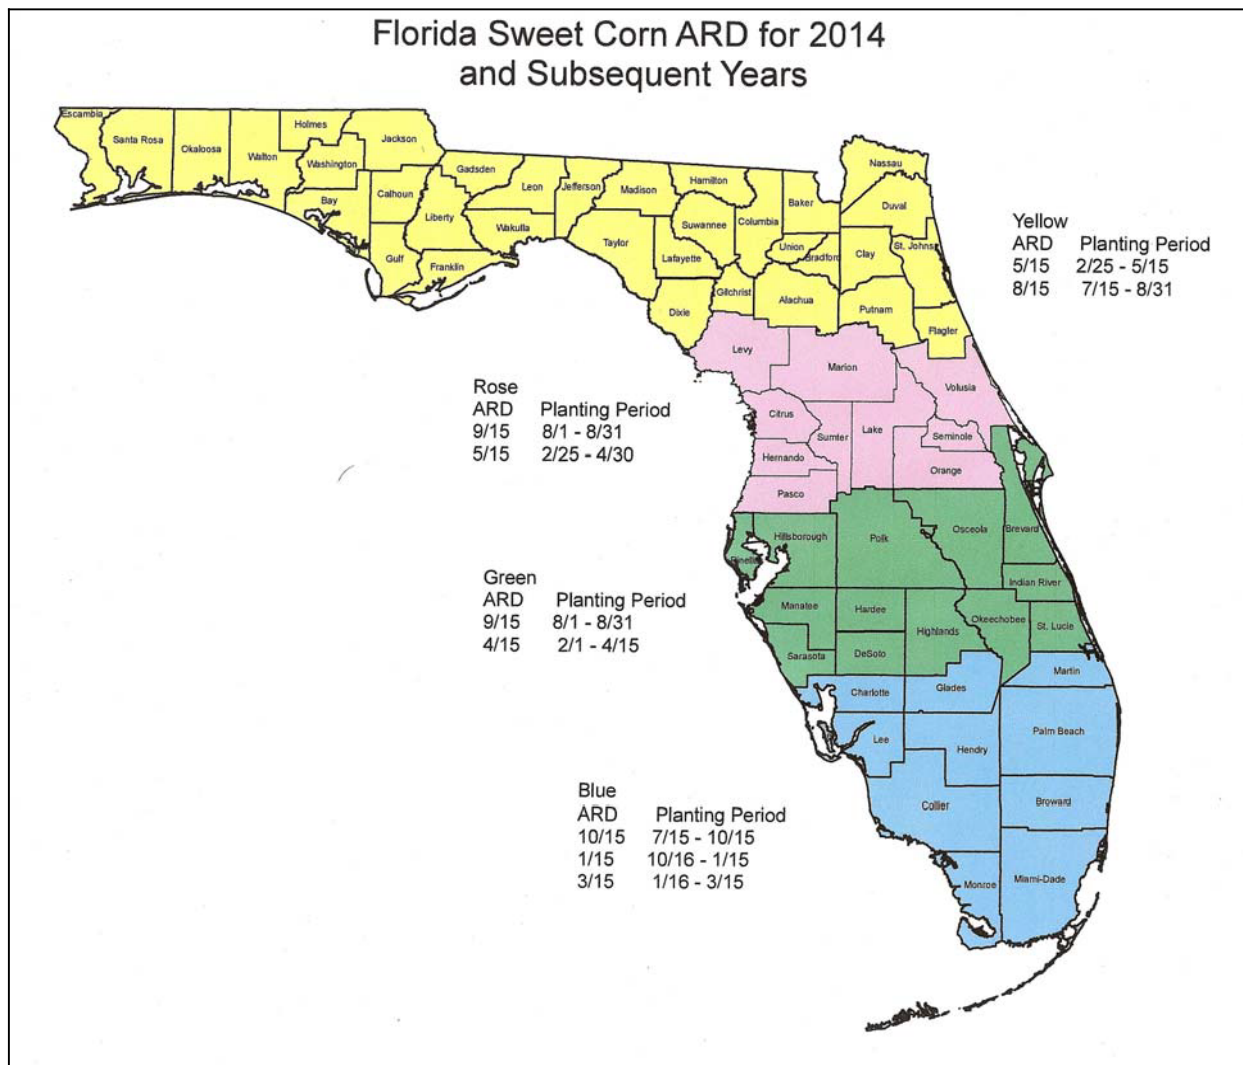 Florida Sweet Corn ARD for 2014
and Subsequent Years
Escambia
Santa Rosa
Okaloosa
Walton
Holmes
Washington
Jackson
Bay
Calhoun
Gulf
Liberty
Gadsden
Franklin
Leon
Wakulla
Jefferson
Madison
Taylor
Hamilton
Suwannee
Lafayette
Dixie
Columbia
Gilchrist
Baker
Union
Bradford
Alachua
Nassau
Duval
Clay
St. Johns
Putnam
Flagler
Yellow
ARD Planting Period
5/15 2/25 - 5/15
8/15 7/15 - 8/31
Levy
Marion
Volusia
Citrus
Sumter
Lake
Seminole
Hernando
Orange
Pasco
Rose
ARD Planting Period
9/15 8/1 - 8/31
5/15 2/25 - 4/30
Hillsborough
Pinellas
Polk
Osceola
Brevard
Indian River
Manatee
Hardee
Highlands
Okeechobee
St. Lucie
Sarasota
DeSoto
Green
ARD Planting Period
9/15 8/1 - 8/31
4/15 2/1 - 4/15
Martin
Charlotte
Glades
Lee
Hendry
Palm Beach
Collier
Broward
Monroe
Miami-Dade
Blue
ARD Planting Period
10/15 7/15 - 10/15
1/15 10/16 - 1/15
3/15 1/16 - 3/15